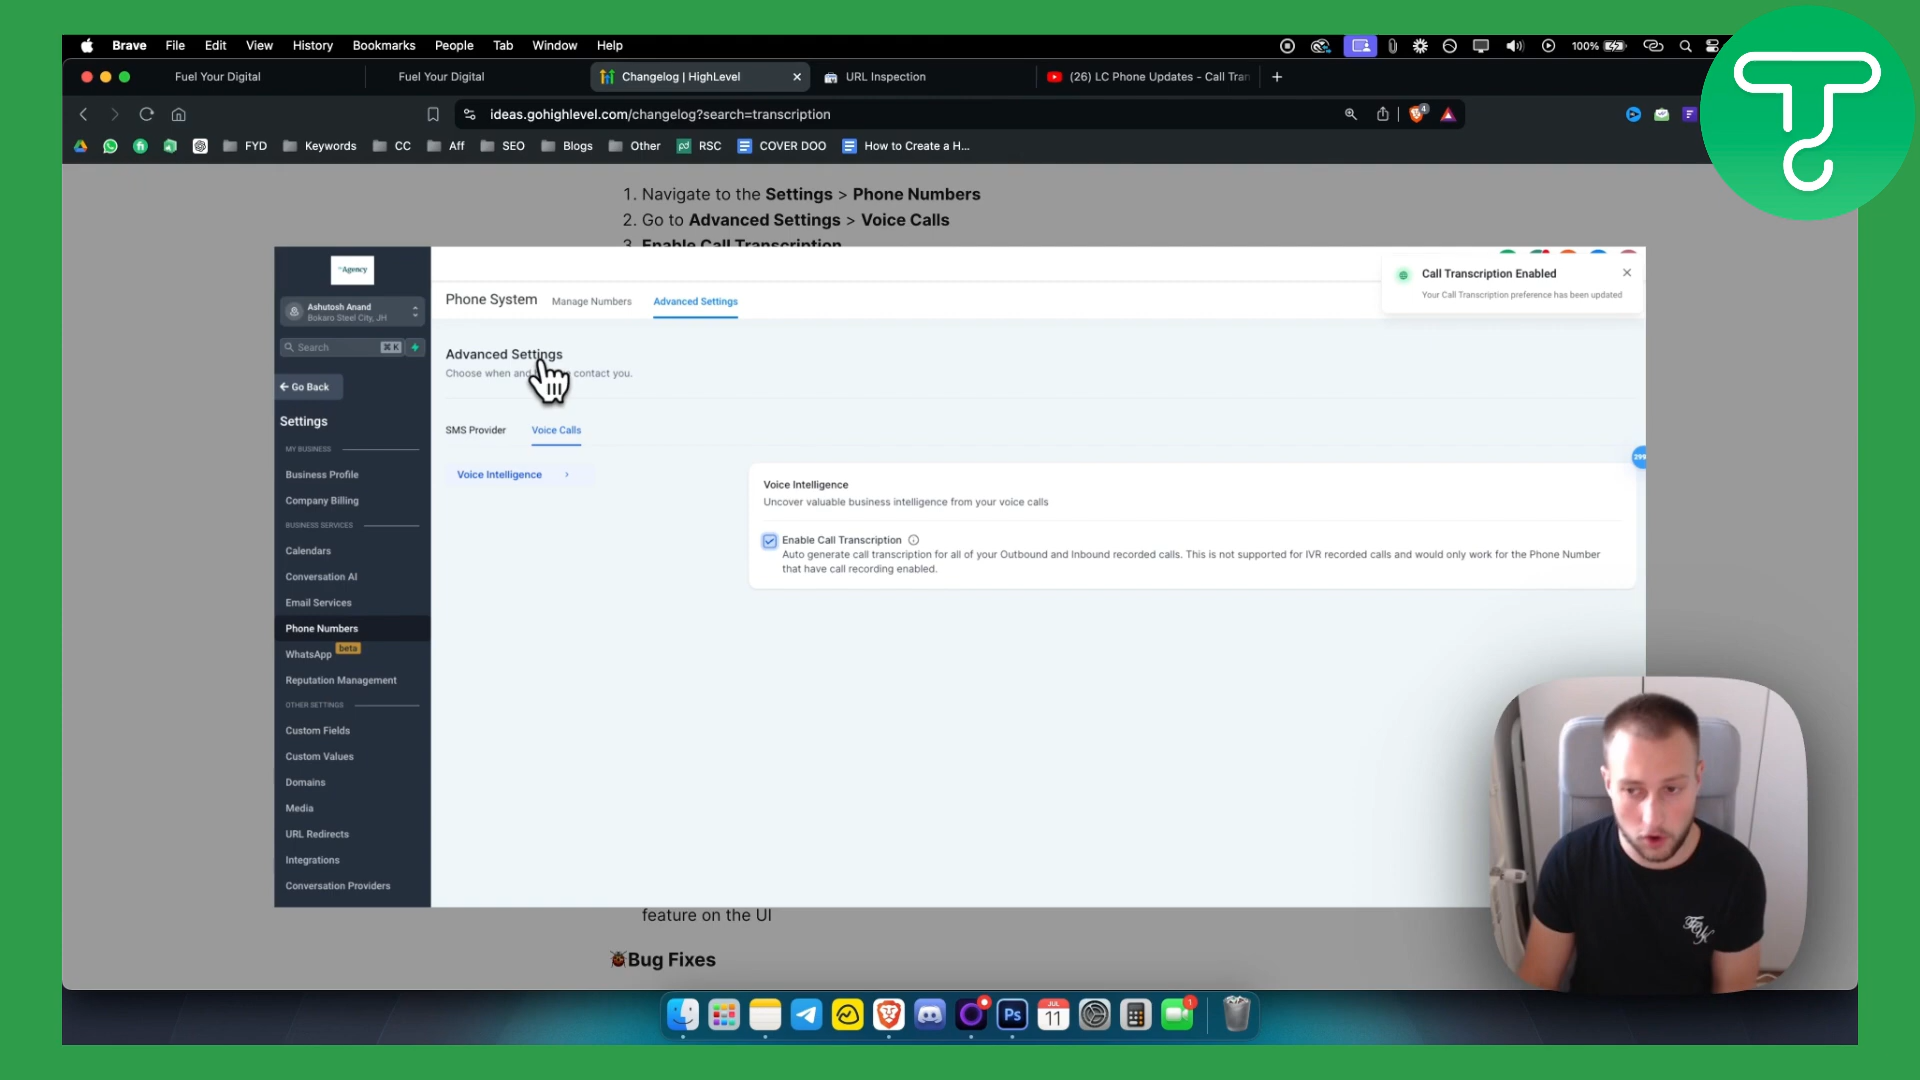 Brave File Edit View History Bookmarks People Tab Window Help 100%
Fuel Your Digital Fuel Your Digital Changelog | HighLevel URL Inspection (26) LC Phone Updates - Call Tran
ideas.gohighlevel.com/changelog?search=transcription 4
FYD Keywords CC Aff SEO Blogs Other RSC COVER DOO How to Create a H...
1. Navigate to the Settings > Phone Numbers
2. Go to Advanced Settings > Voice Calls
3. Enable Call Transcription
Agency
Ashutosh Anand
Bokaro Steel City, JH
Search ⌘ K
← Go Back
Settings
MY BUSINESS
Business Profile
Company Billing
BUSINESS SERVICES
Calendars
Conversation AI
Email Services
Phone Numbers
WhatsApp beta
Reputation Management
OTHER SETTINGS
Custom Fields
Custom Values
Domains
Media
URL Redirects
Integrations
Conversation Providers
Phone System Manage Numbers Advanced Settings
Call Transcription Enabled
Your Call Transcription preference has been updated
Advanced Settings
Choose when and contact you.
SMS Provider Voice Calls
Voice Intelligence >
Voice Intelligence
Uncover valuable business intelligence from your voice calls
Enable Call Transcription
Auto generate call transcription for all of your Outbound and Inbound recorded calls. This is not supported for IVR recorded calls and would only work for the Phone Number
that have call recording enabled.
feature on the UI
Bug Fixes
Ps
JUL
11
1